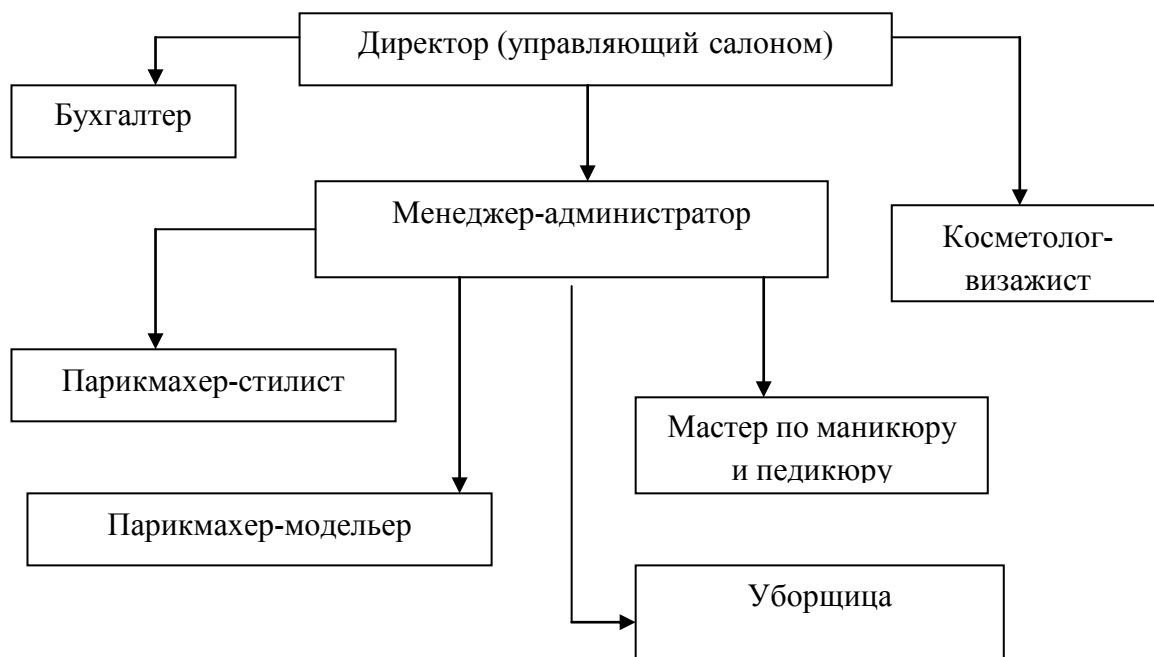 Директор (управляющий салоном)
Бухгалтер
Менеджер-администратор
Косметолог-
визажист
Парикмахер-стилист
Мастер по маникюру
и педикюру
Парикмахер-модельер
Уборщица